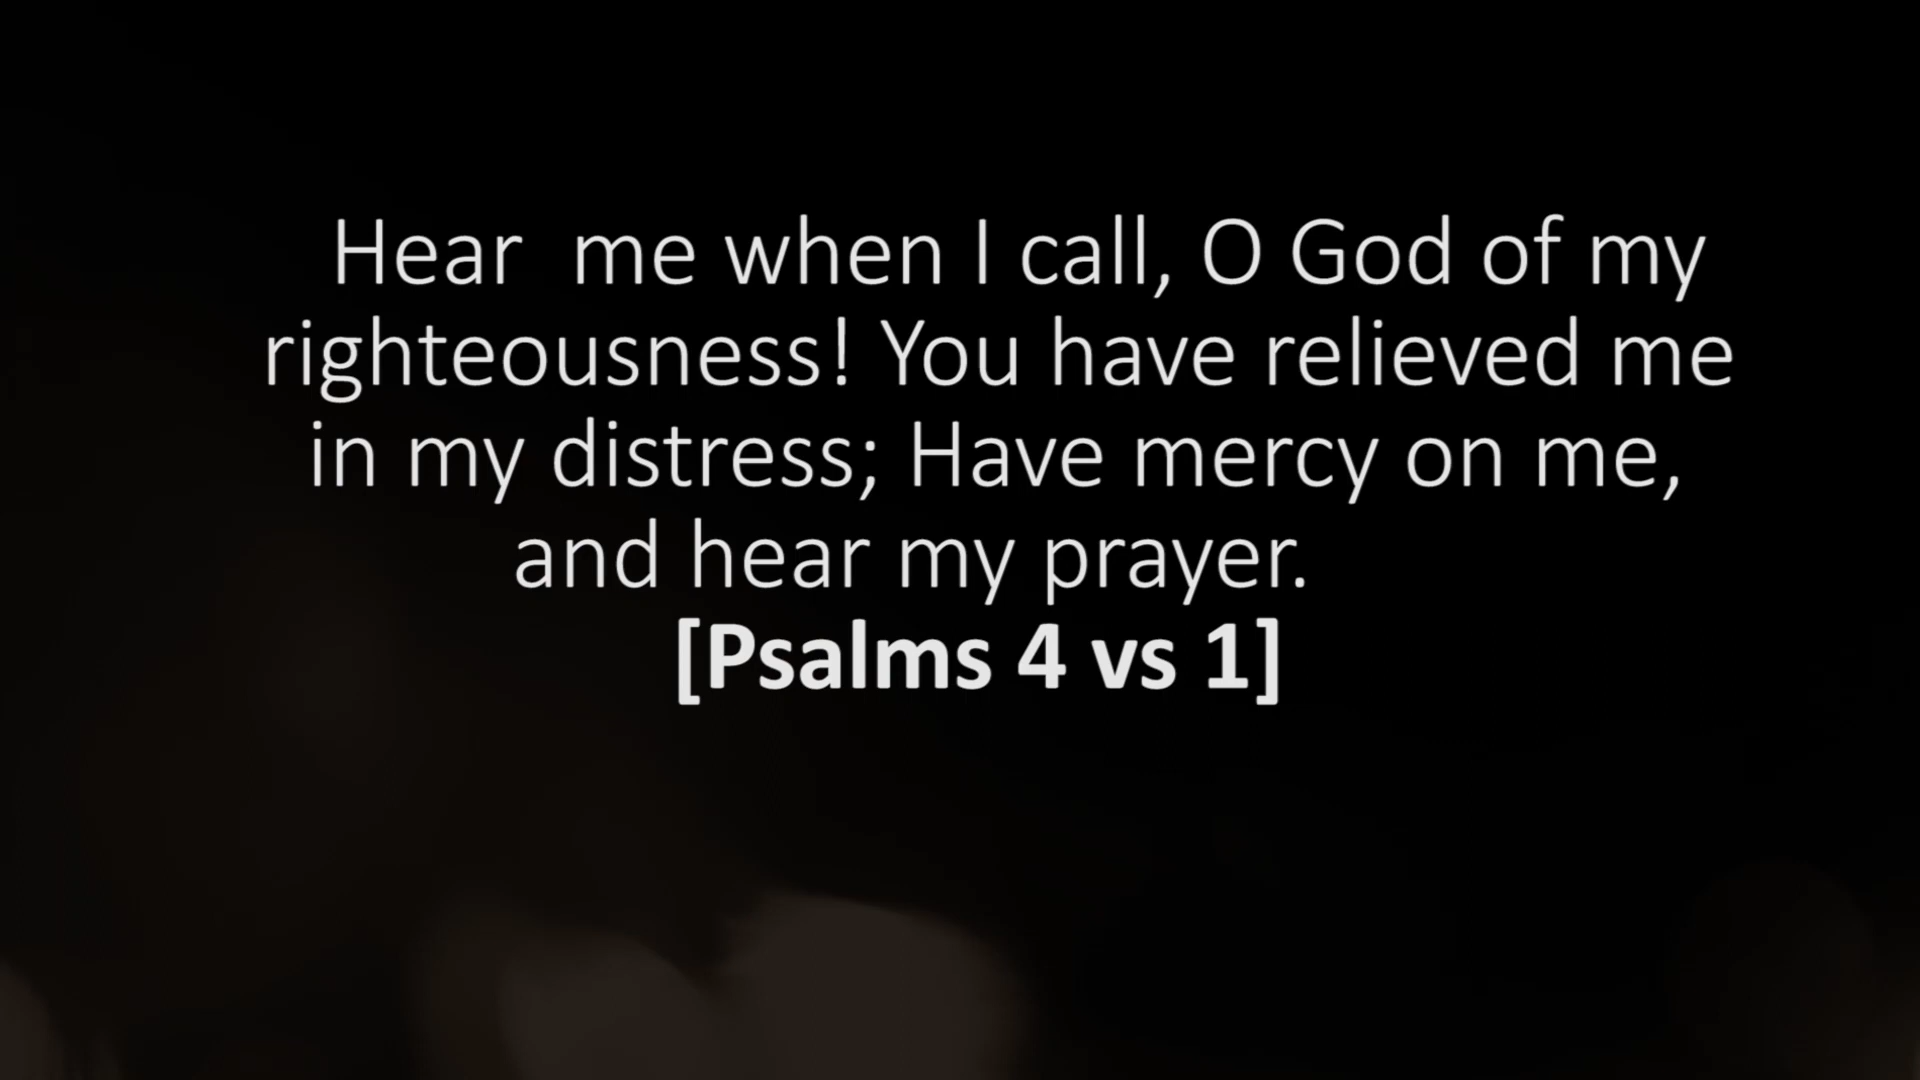 Hear  me when I call, O God of my
righteousness! You have relieved me
in my distress; Have mercy on me,
and hear my prayer.
[Psalms 4 vs 1]